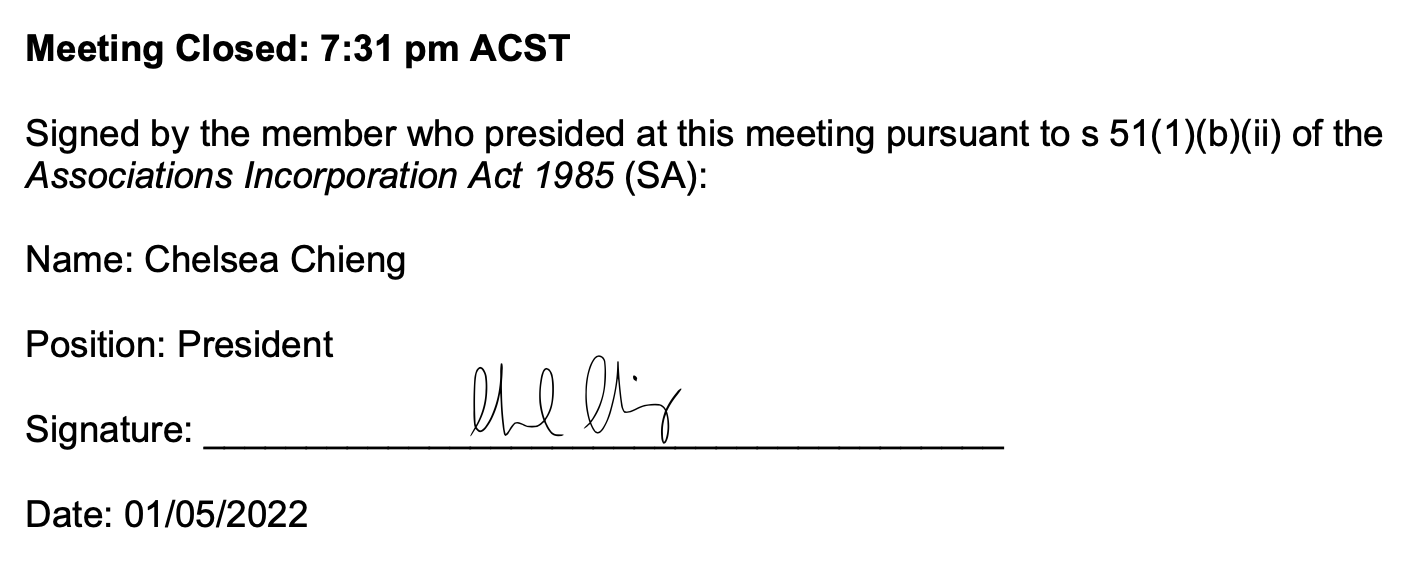 Meeting Closed: 7:31 pm ACST
Signed by the member who presided at this meeting pursuant to s 51(1)(b)(ii) of the
Associations Incorporation Act 1985 (SA):
Name: Chelsea Chieng
Position: President
Signature:
Date: 01/05/2022